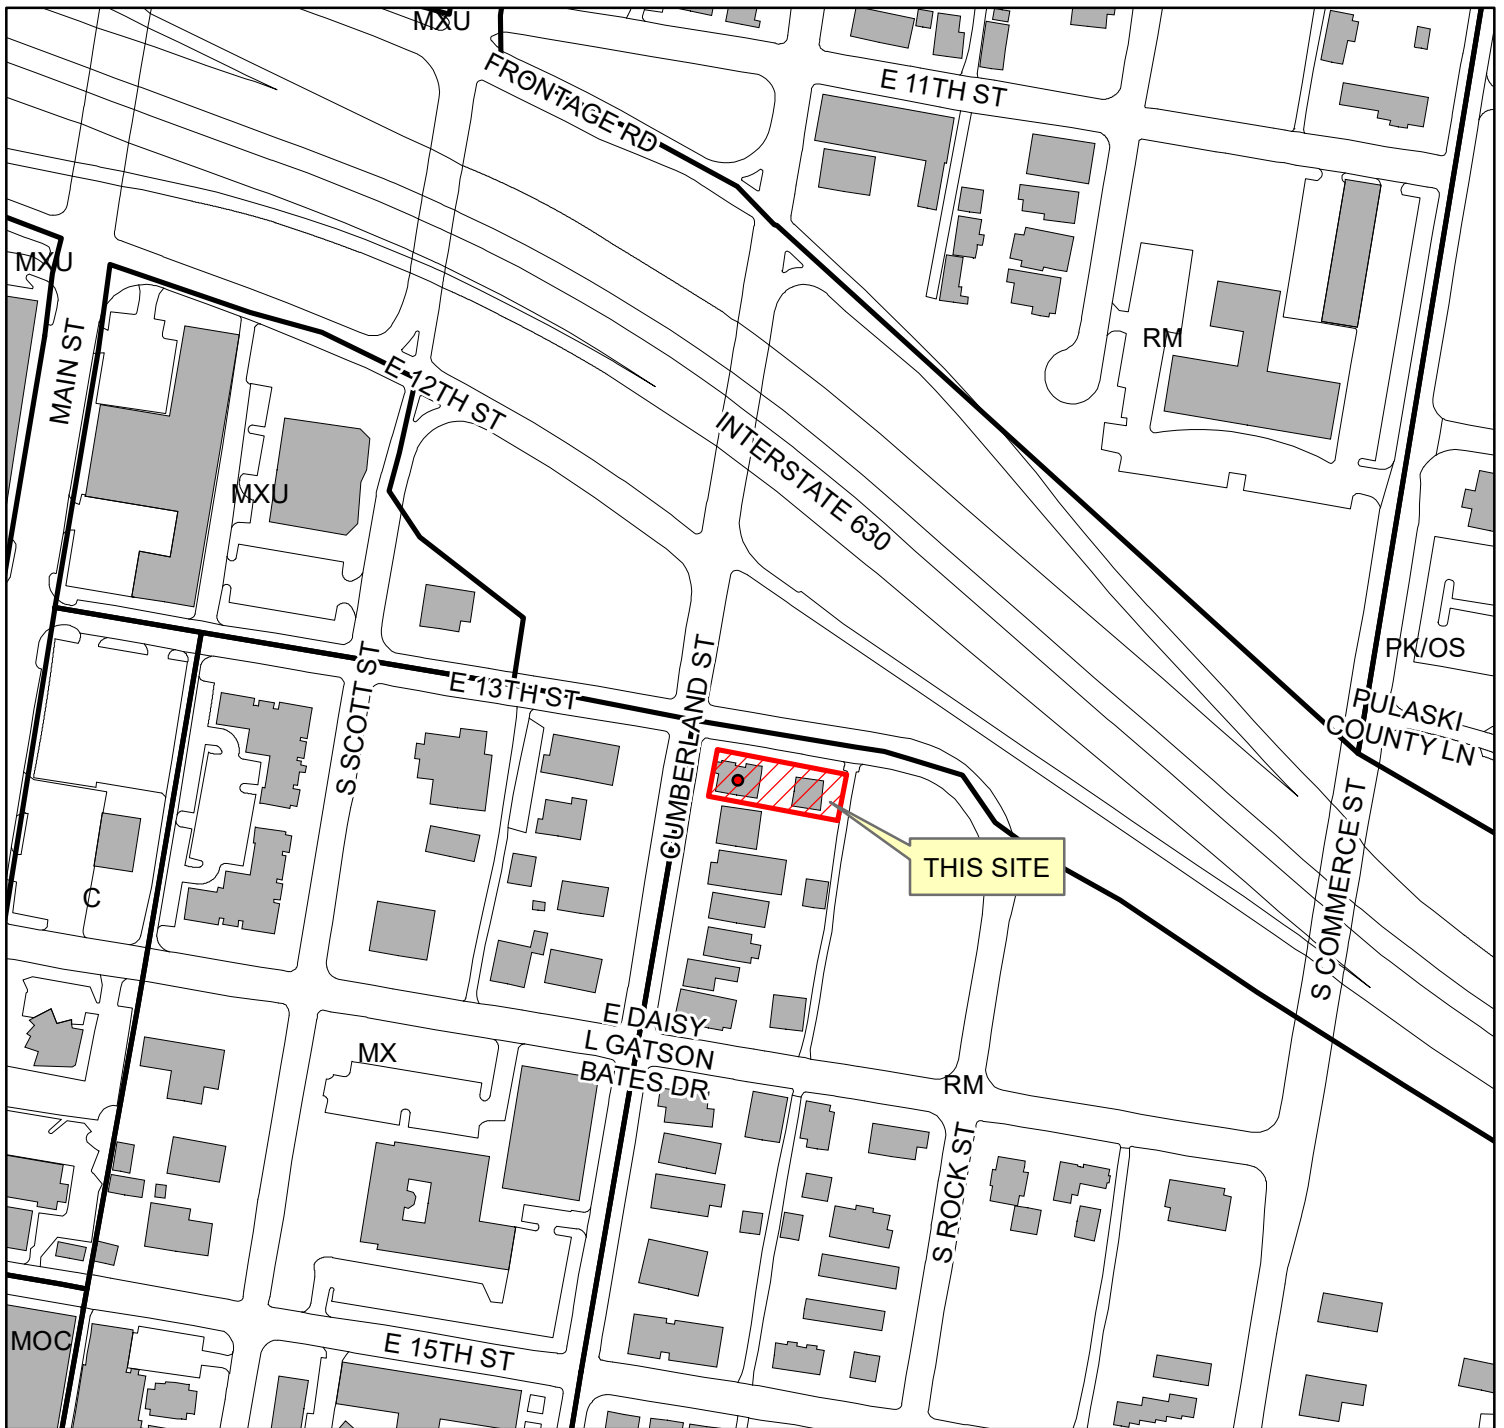 MXU
FRONTAGE RD
E 11TH ST
MXU
MAIN ST
E 12TH ST
RM
INTERSTATE 630
MXU
PK/OS
S SCOTT ST
E 13TH ST
CUMBERLAND ST
PULASKI
COUNTY LN
THIS SITE
S COMMERCE ST
C
E DAISY
L GATSON
BATES DR
MX
RM
S ROCK ST
MOC
E 15TH ST